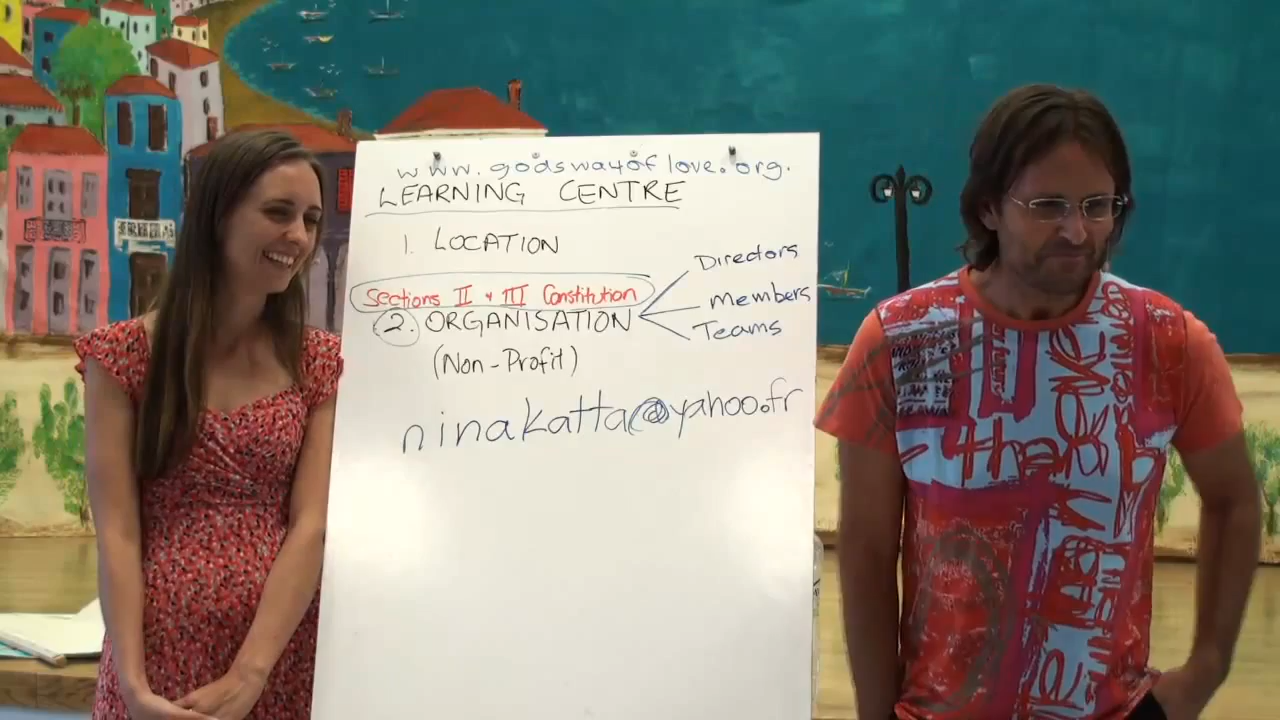 www.godswayoflove.org.
LEARNING CENTRE
1. LOCATION
Sections II & III Constitution
2. ORGANISATION
(Non-Profit)
Directors
Members
Teams
ninakatta@yahoo.fr
thank